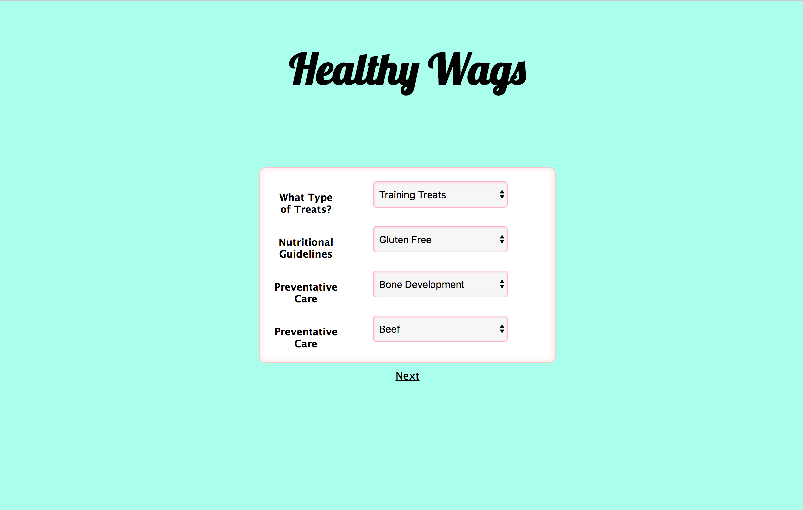 Healthy Wags
What Type
of Treats?
Training Treats
Nutritional
Guidelines
Gluten Free
Preventative
Care
Bone Development
Preventative
Care
Beef
Next